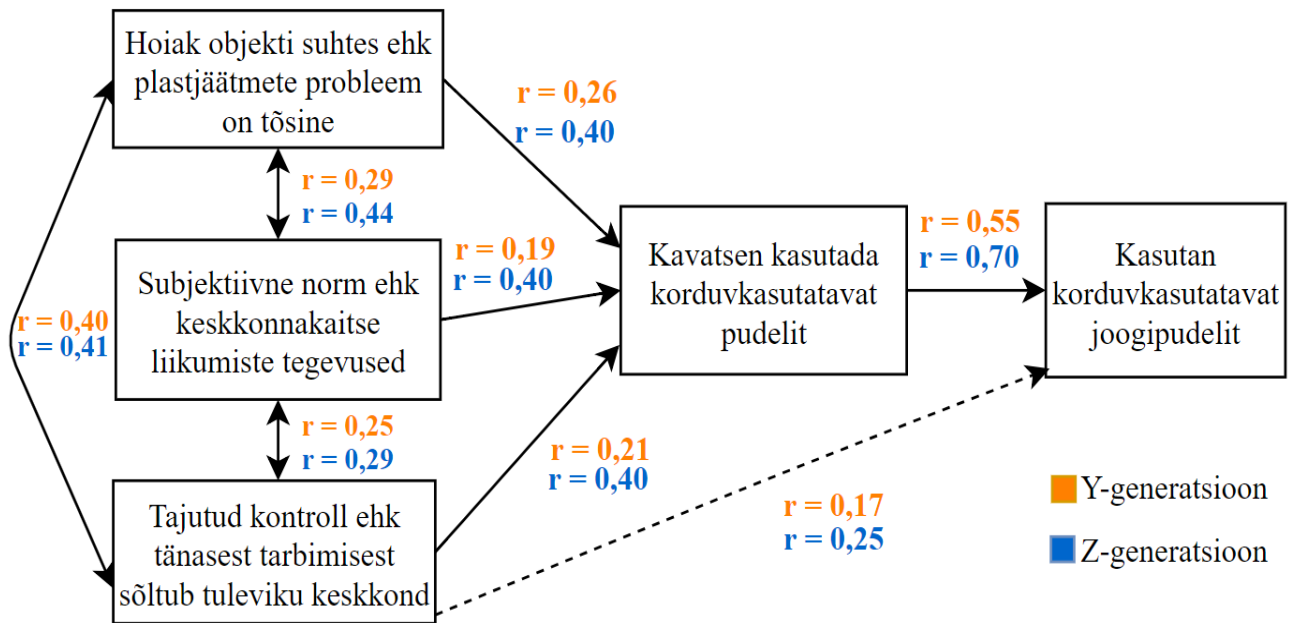 Hoiak objekti suhtes ehk
plastjäätmete probleem
on tõsine
r = 0,26
r = 0,40
r = 0,29
r = 0,44
Subjektiivne norm ehk
keskkonnakaitse
liikumiste tegevused
r = 0,19
r = 0,40
Kavatsen kasutada
korduvkasutatavat
pudelit
r = 0,55
r = 0,70
Kasutan
korduvkasutatavat
joogipudelit
r = 0,40
r = 0,41
r = 0,25
r = 0,29
r = 0,21
r = 0,40
Tajutud kontroll ehk
tänasest tarbimisest
sõltub tuleviku keskkond
r = 0,17
r = 0,25
Y-generatsioon
Z-generatsioon